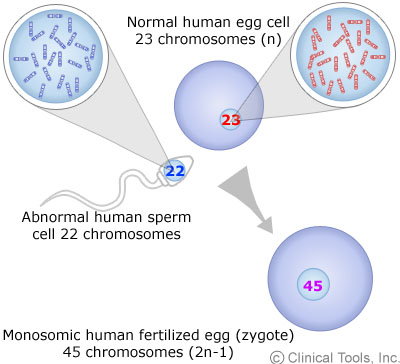 Normal human egg cell
23 chromosomes (n)
23
22
Abnormal human sperm
cell 22 chromosomes
45
Monosomic human fertilized egg (zygote)
45 chromosomes (2n-1)
© Clinical Tools, Inc.